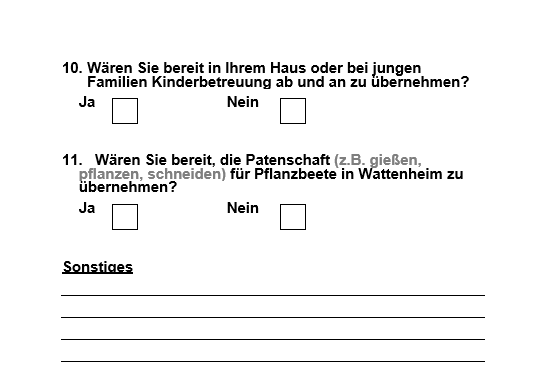 10. Wären Sie bereit in Ihrem Haus oder bei jungen
Familien Kinderbetreuung ab und an zu übernehmen?
Ja Nein
11. Wären Sie bereit, die Patenschaft (z.B. gießen,
pflanzen, schneiden) für Pflanzbeete in Wattenheim zu
übernehmen?
Ja Nein
Sonstiges